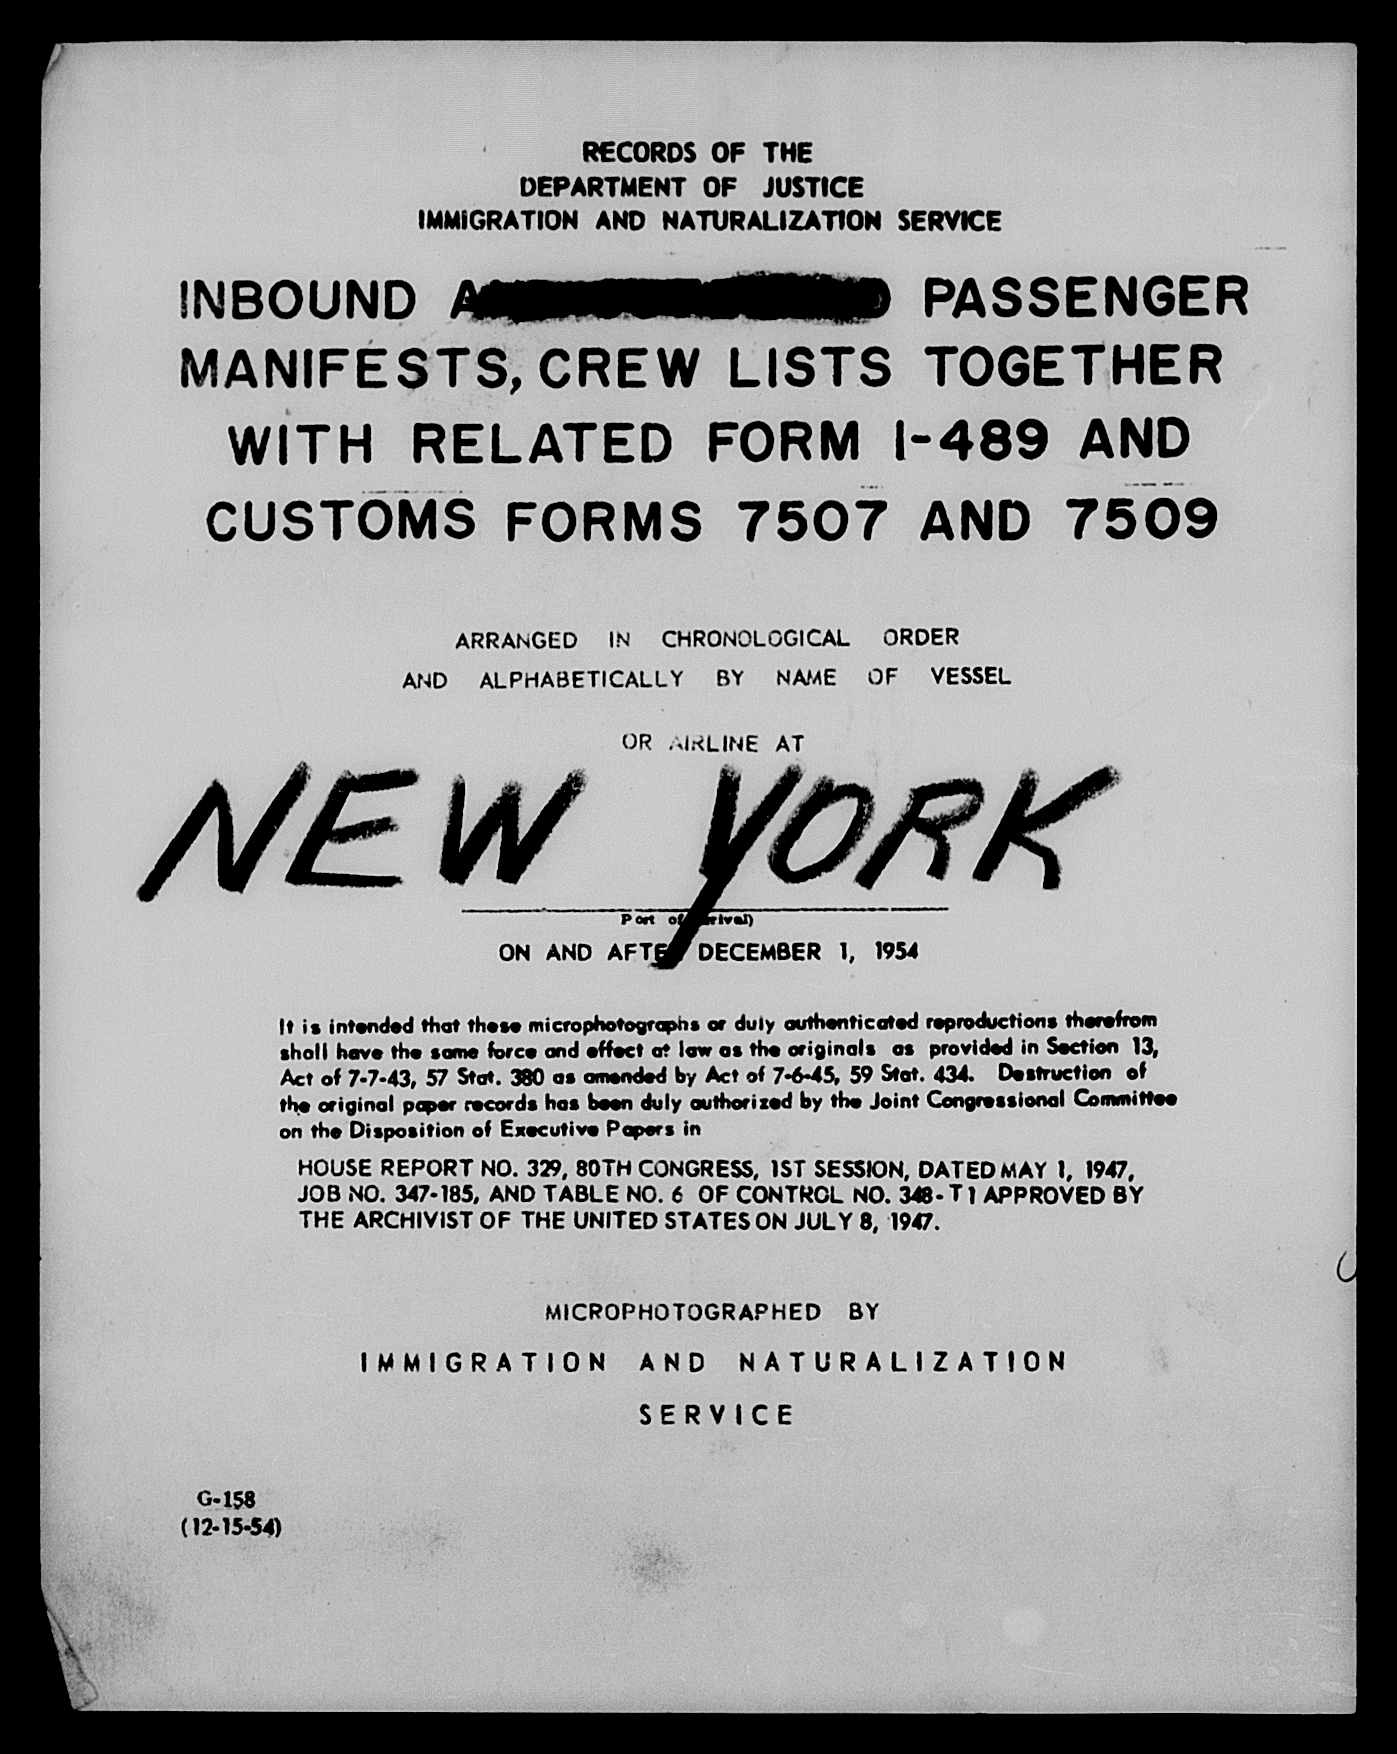 RECORDS OF THE
DEPARTMENT OF JUSTICE
IMMIGRATION AND NATURALIZATION SERVICE
INBOUND PASSENGER
MANIFESTS, CREW LISTS TOGETHER
WITH RELATED FORM I-489 AND
CUSTOMS FORMS 7507 AND 7509
ARRANGED IN CHRONOLOGICAL ORDER
AND ALPHABETICALLY BY NAME OF VESSEL
OR AIRLINE AT
NEW YORK
Port of
ON AND AFTER DECEMBER 1, 1954
It is intended that these microphotographs or duly authenticated reproductions therefrom
shall have the same force and effect at law as the originals as provided in Section 13,
Act of 7-7-43, 57 Stat. 380 as amended by Act of 7-6-45, 59 Stat. 434. Destruction of
the original paper records has been duly authorized by the Joint Congressional Committee
on the Disposition of Executive Papers in
HOUSE REPORT NO. 329, 80TH CONGRESS, 1ST SESSION, DATED MAY 1, 1947,
JOB NO. 347-185, AND TABLE NO. 6 OF CONTROL NO. 348-T1 APPROVED BY
THE ARCHIVIST OF THE UNITED STATES ON JULY 8, 1947.
MICROPHOTOGRAPHED BY
IMMIGRATION AND NATURALIZATION
SERVICE
G-158
(12-15-54)